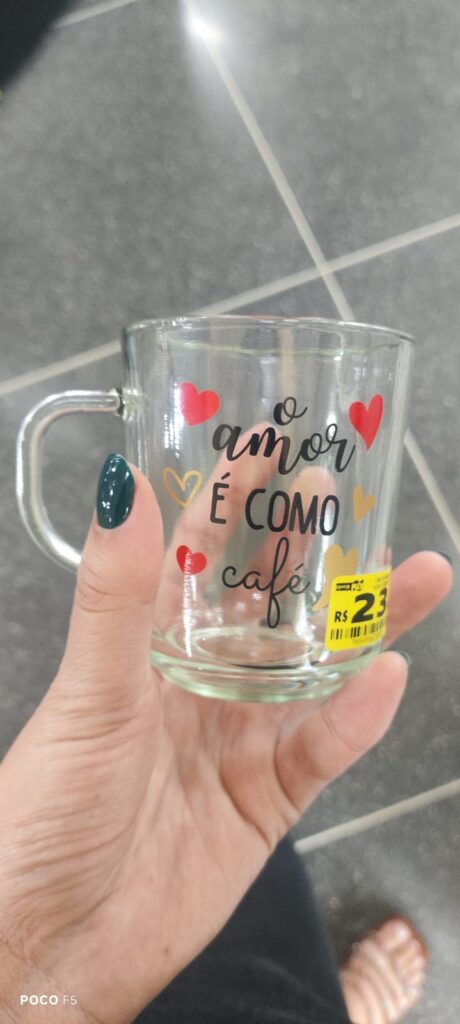 o
amor
É COMO
café
R$ 23
POCO F5